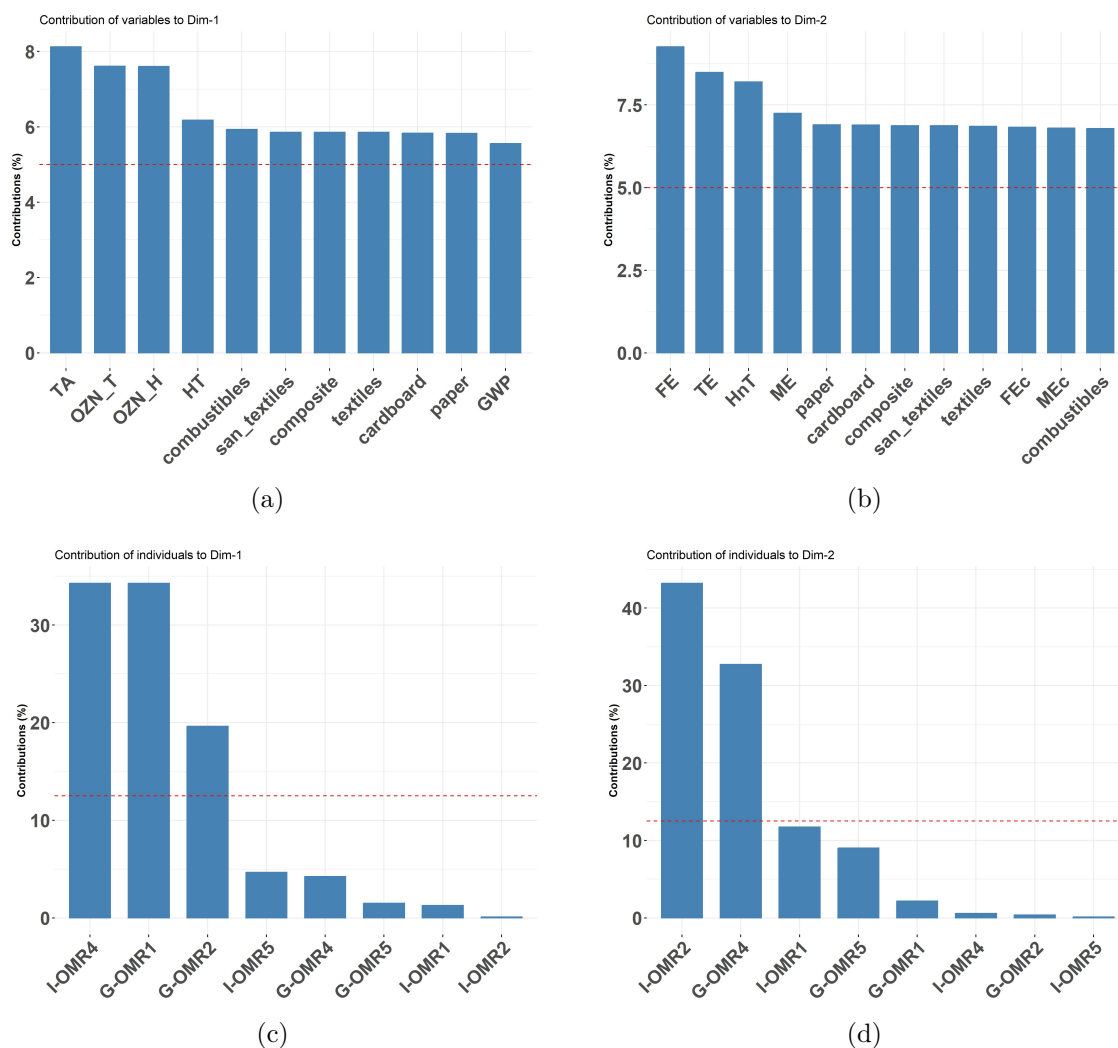 Contribution of variables to Dim-1
Contributions (%)
8
6
4
2
0
TA
OZN_T
OZN_H
HT
combustibles
san_textiles
composite
textiles
cardboard
paper
GWP
(a)
Contribution of variables to Dim-2
Contributions (%)
7.5
5.0
2.5
0.0
FE
TE
HnT
ME
paper
cardboard
composite
san_textiles
textiles
FEc
MEc
combustibles
(b)
Contribution of individuals to Dim-1
Contributions (%)
30
20
10
0
I-OMR4
G-OMR1
G-OMR2
I-OMR5
G-OMR4
G-OMR5
I-OMR1
I-OMR2
(c)
Contribution of individuals to Dim-2
Contributions (%)
40
30
20
10
0
I-OMR2
G-OMR4
I-OMR1
G-OMR5
G-OMR1
I-OMR4
G-OMR2
I-OMR5
(d)